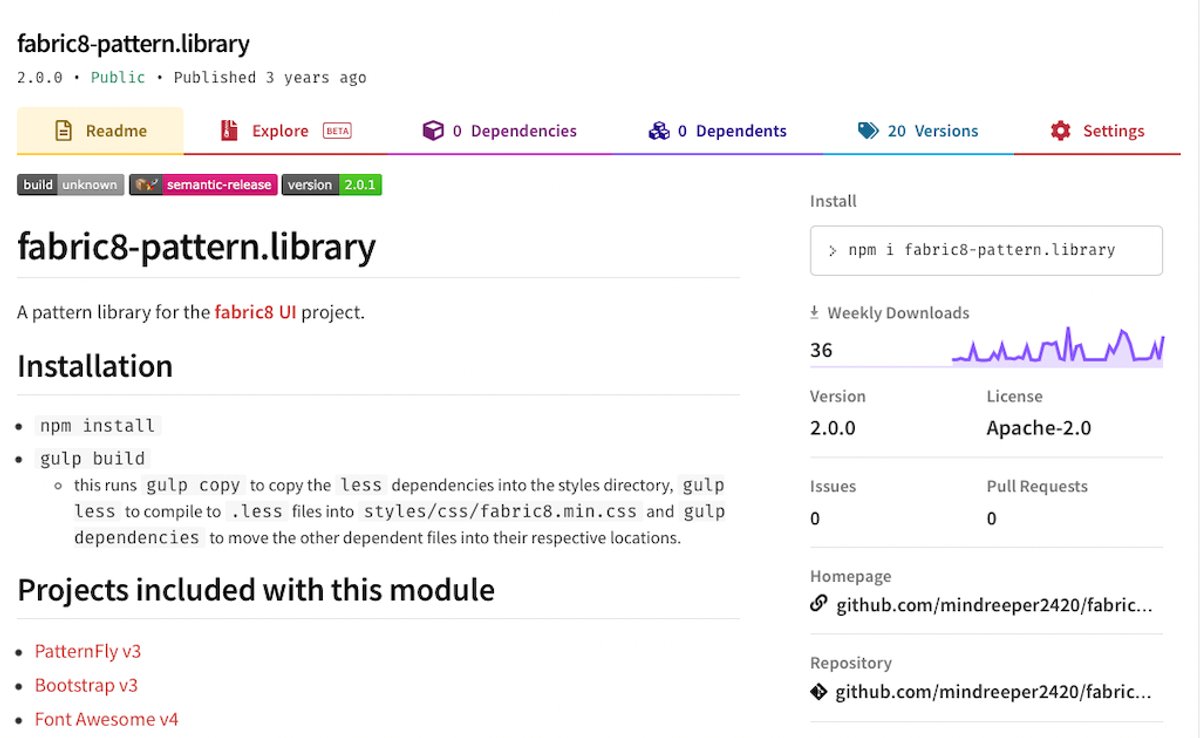 fabric8-pattern.library
2.0.0 • Public • Published 3 years ago
Readme
Explore BETA
0 Dependencies
0 Dependents
20 Versions
Settings
build unknown
semantic-release
version 2.0.1
fabric8-pattern.library
A pattern library for the fabric8 UI project.
Installation
• npm install
• gulp build
◦ this runs gulp copy to copy the less dependencies into the styles directory, gulp
less to compile to .less files into styles/css/fabric8.min.css and gulp
dependencies to move the other dependent files into their respective locations.
Projects included with this module
• PatternFly v3
• Bootstrap v3
• Font Awesome v4
Install
> npm i fabric8-pattern.library
Weekly Downloads
36
Version License
2.0.0 Apache-2.0
Issues Pull Requests
0 0
Homepage
github.com/mindreeper2420/fabric...
Repository
github.com/mindreeper2420/fabric...